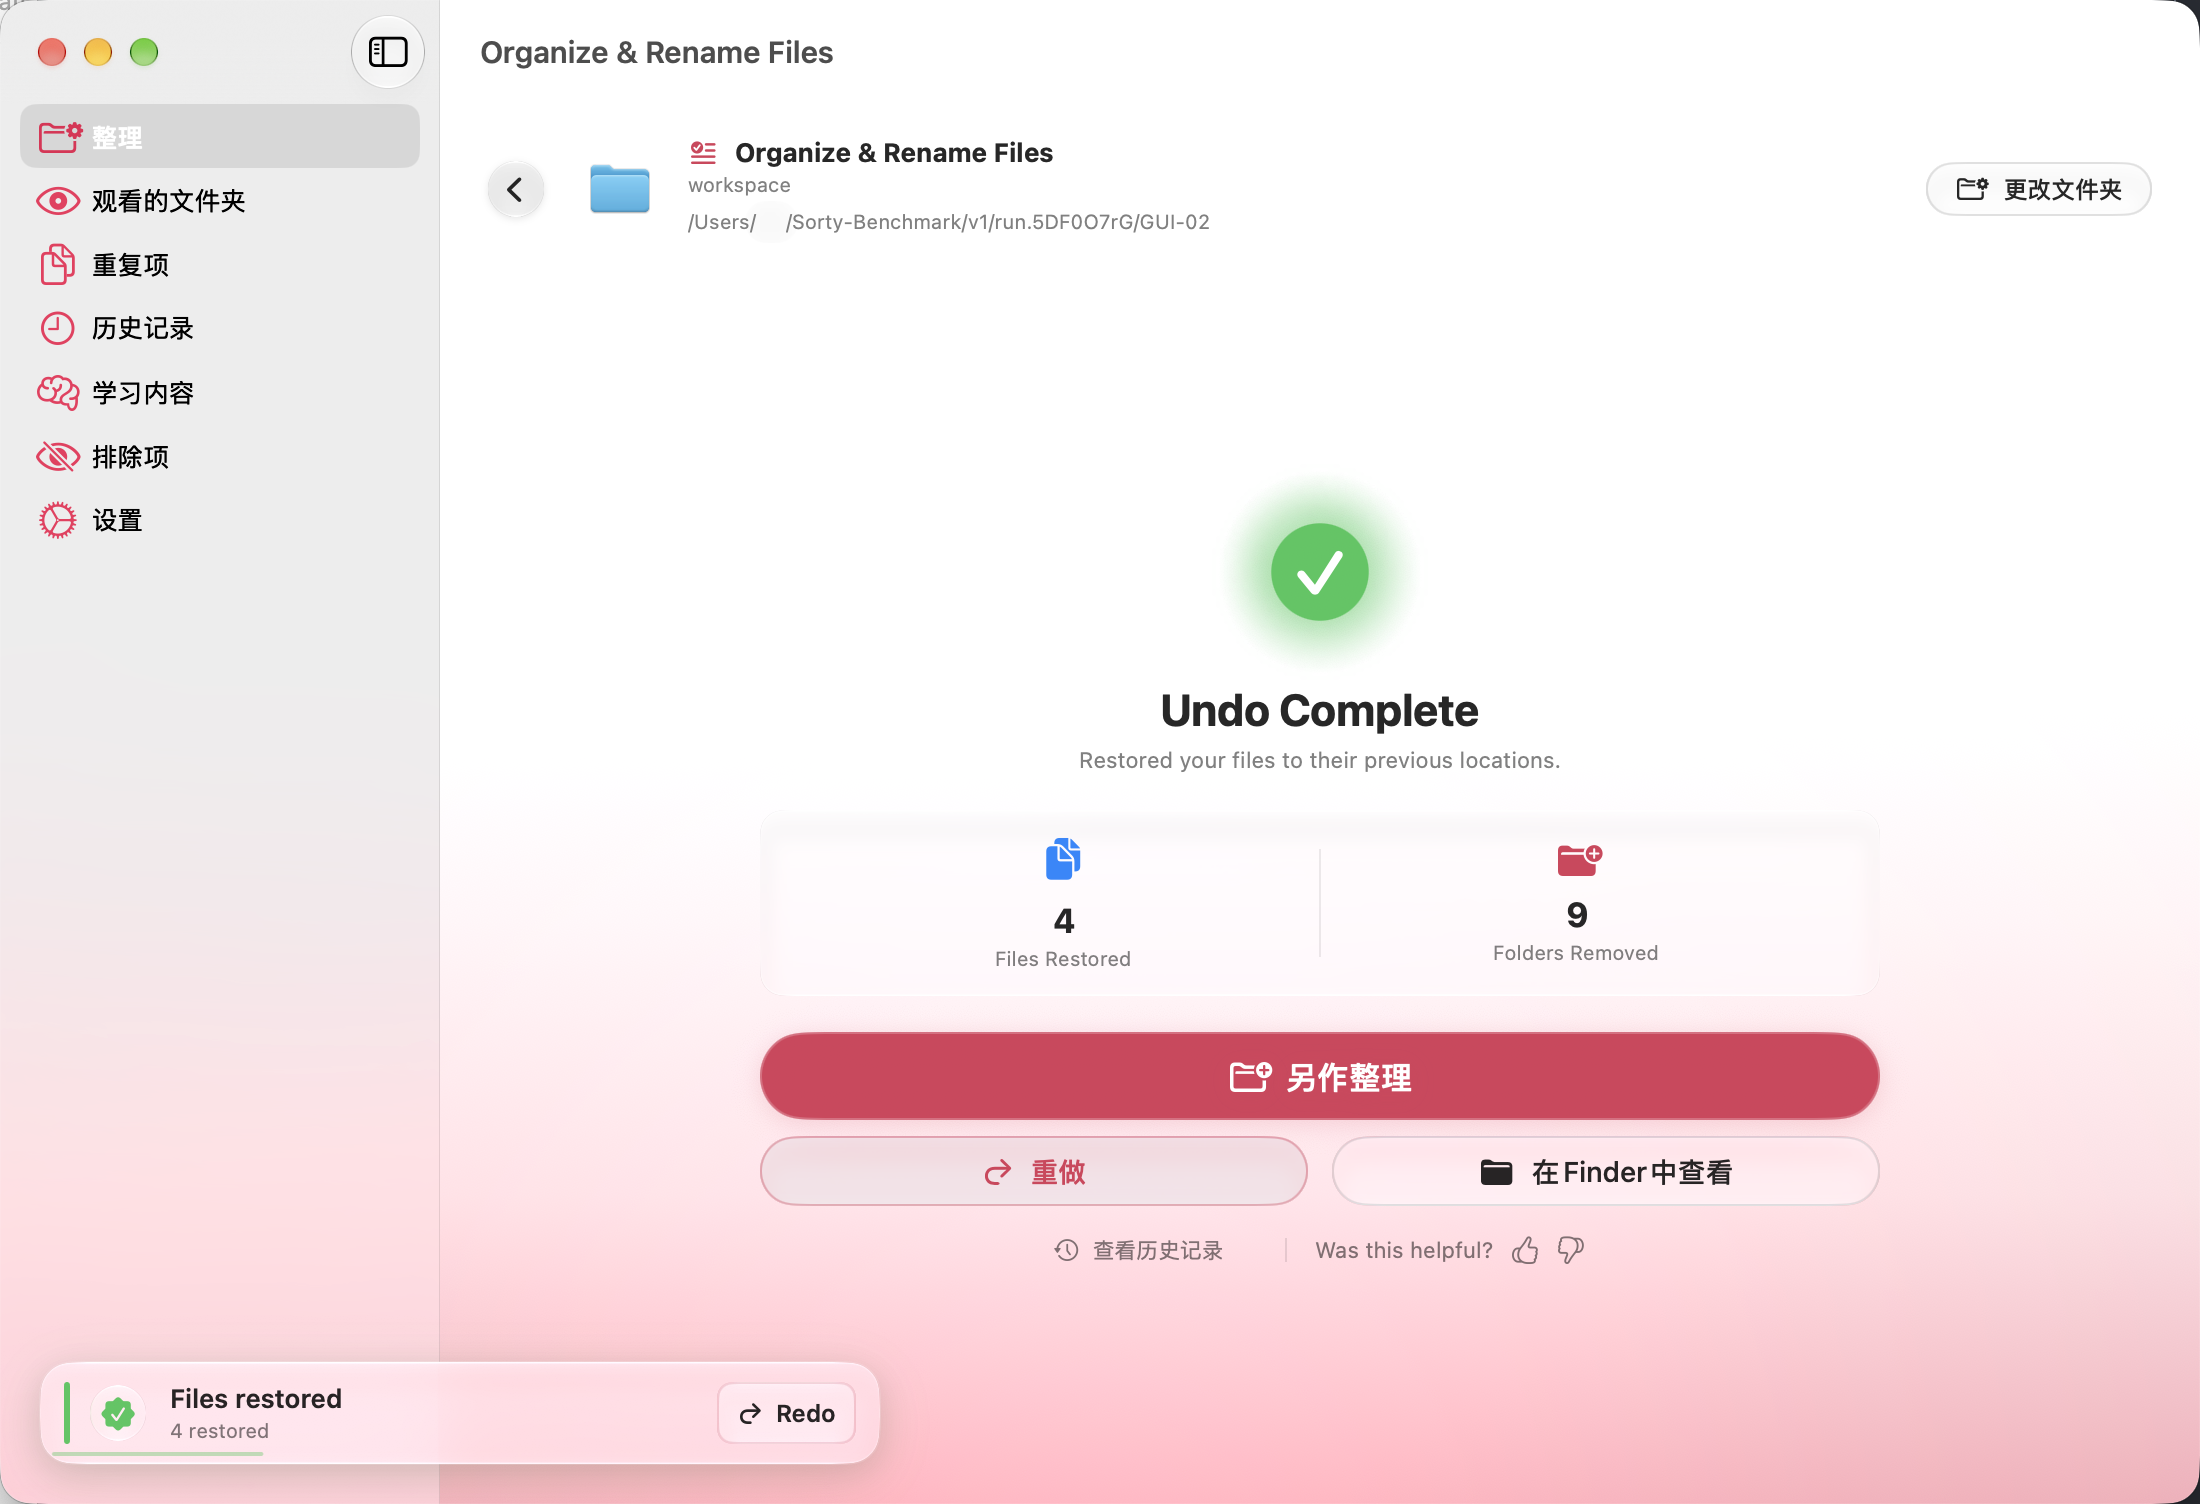 Organize & Rename Files
整理
观看的文件夹
重复项
历史记录
学习内容
排除项
设置
Organize & Rename Files
workspace
/Users/ /Sorty-Benchmark/v1/run.5DF0O7rG/GUI-02
更改文件夹
Undo Complete
Restored your files to their previous locations.
4
Files Restored
9
Folders Removed
另作整理
重做
在Finder中查看
查看历史记录
Was this helpful?
Files restored
4 restored
Redo